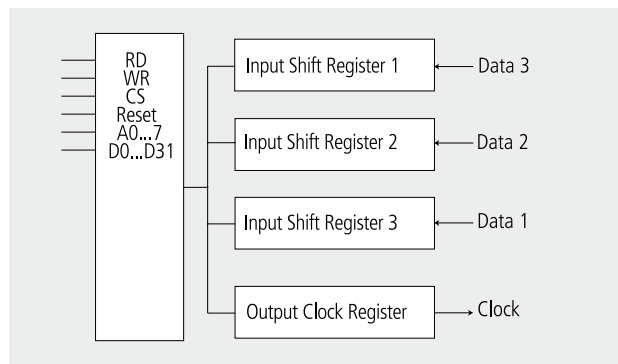 RD
WR
CS
Reset
A0...7
D0...D31
Input Shift Register 1
Data 3
Input Shift Register 2
Data 2
Input Shift Register 3
Data 1
Output Clock Register
Clock